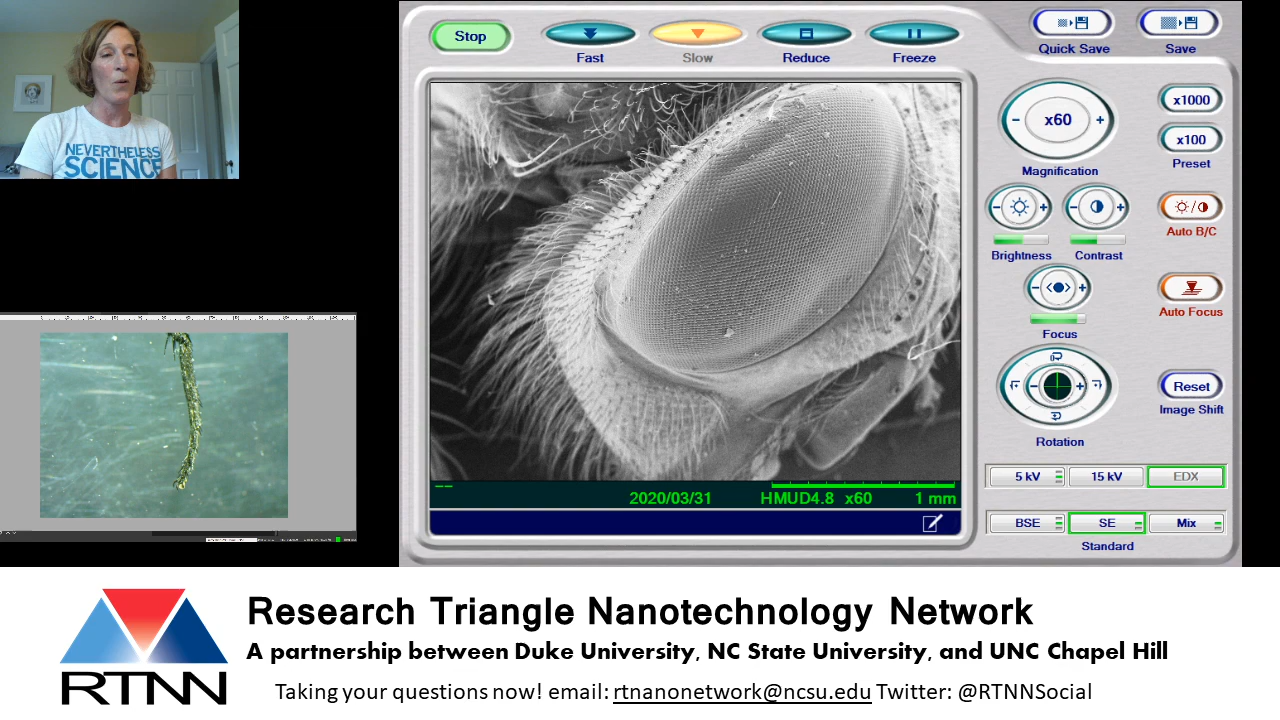 NEVERTHELESS
SCIENCE
Stop
Fast
Slow
Reduce
Freeze
Quick Save
Save
x60
Magnification
x1000
x100
Preset
Brightness
Contrast
Auto B/C
Focus
Auto Focus
Rotation
Reset
Image Shift
5 kV
15 kV
EDX
BSE
SE
Mix
Standard
2020/03/31 HMUD4.8 x60 1 mm
RTNN
Research Triangle Nanotechnology Network
A partnership between Duke University, NC State University, and UNC Chapel Hill
Taking your questions now! email: rtnanonetwork@ncsu.edu Twitter: @RTNNSocial